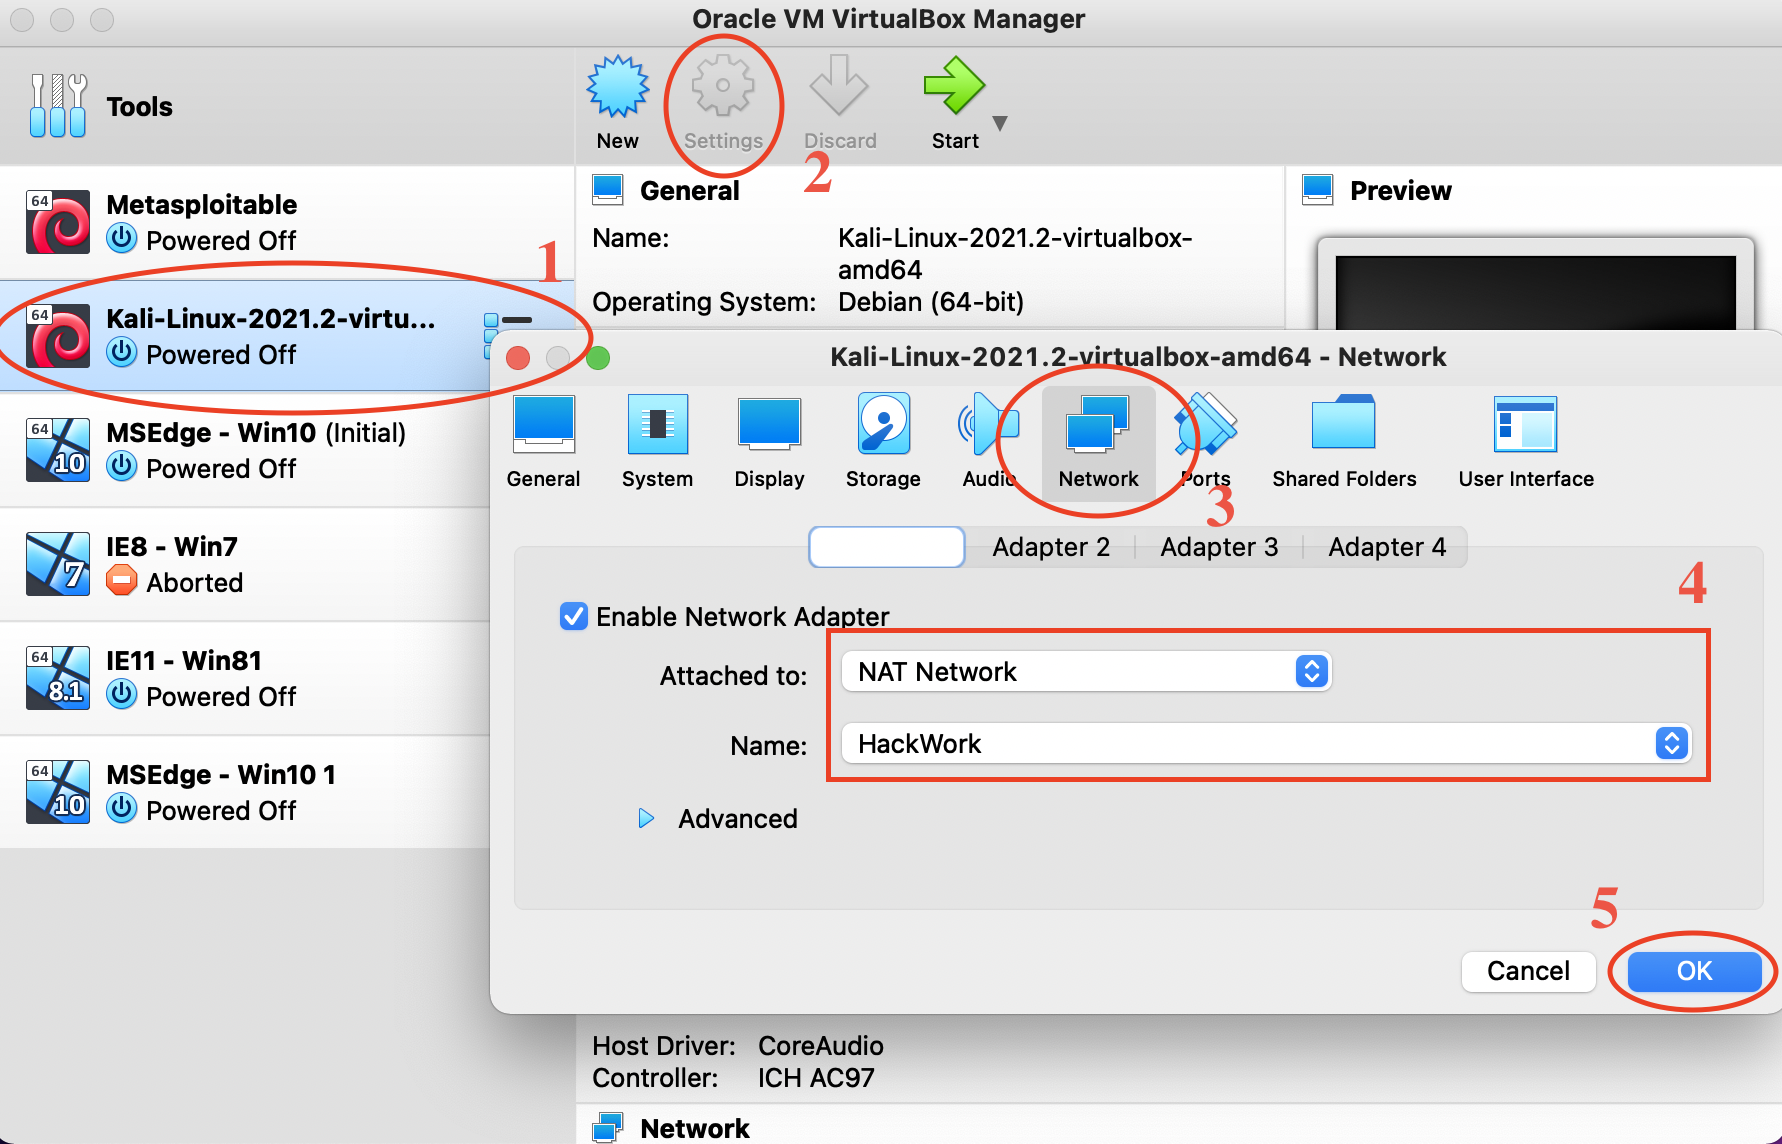 Oracle VM VirtualBox Manager
Tools
New
Settings
Discard
Start
2
64
Metasploitable
Powered Off
1
64
Kali-Linux-2021.2-virtu...
Powered Off
64
10
MSEdge - Win10 (Initial)
Powered Off
7
IE8 - Win7
Aborted
64
8.1
IE11 - Win81
Powered Off
64
10
MSEdge - Win10 1
Powered Off
General
Name: Kali-Linux-2021.2-virtualbox-
amd64
Operating System: Debian (64-bit)
Preview
Kali-Linux-2021.2-virtualbox-amd64 - Network
General
System
Display
Storage
Audio
Network
Ports
Shared Folders
User Interface
3
Adapter 2
Adapter 3
Adapter 4
4
Enable Network Adapter
Attached to: NAT Network
Name: HackWork
Advanced
5
Cancel
OK
Host Driver: CoreAudio
Controller: ICH AC97
Network